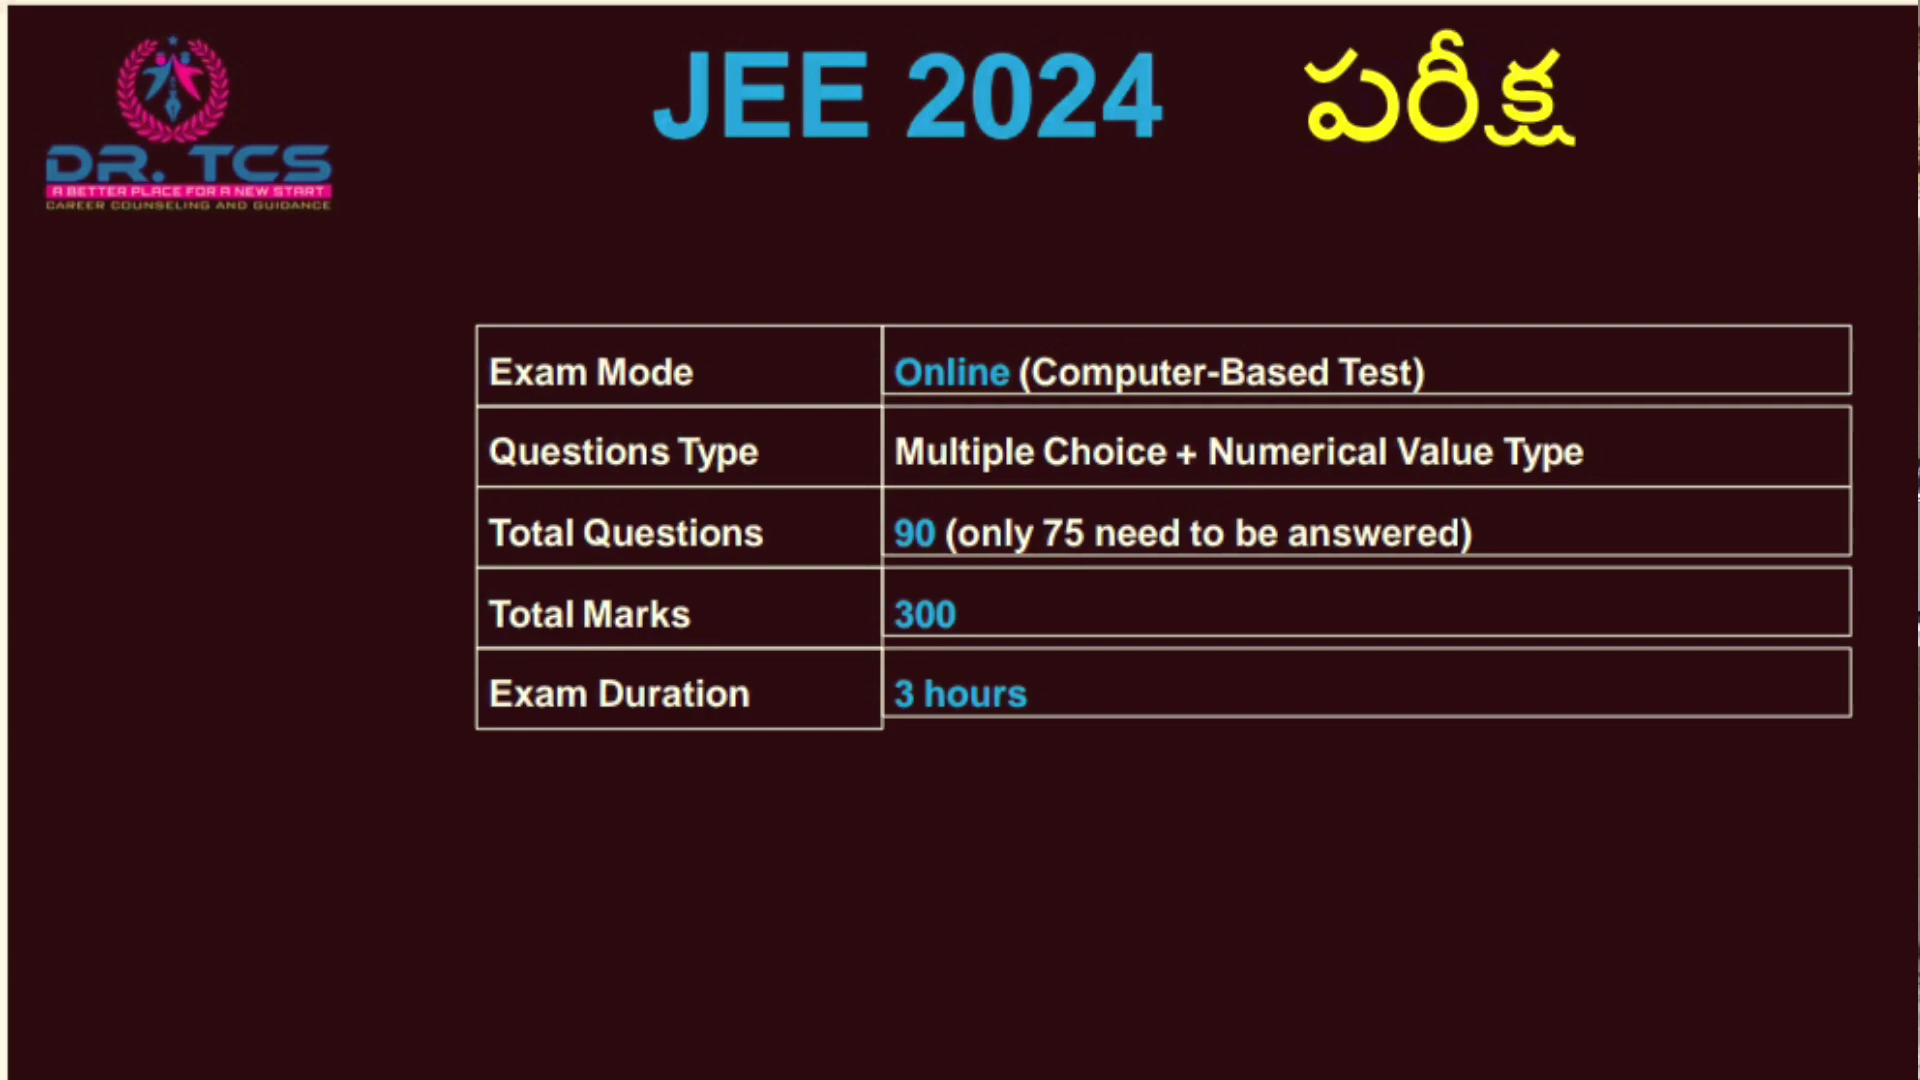 JEE 2024 పరీక్ష
DR. TCS
A BETTER PLACE FOR A NEW START
CAREER COUNSELING AND GUIDANCE
Exam Mode Online (Computer-Based Test)
Questions Type Multiple Choice + Numerical Value Type
Total Questions 90 (only 75 need to be answered)
Total Marks 300
Exam Duration 3 hours